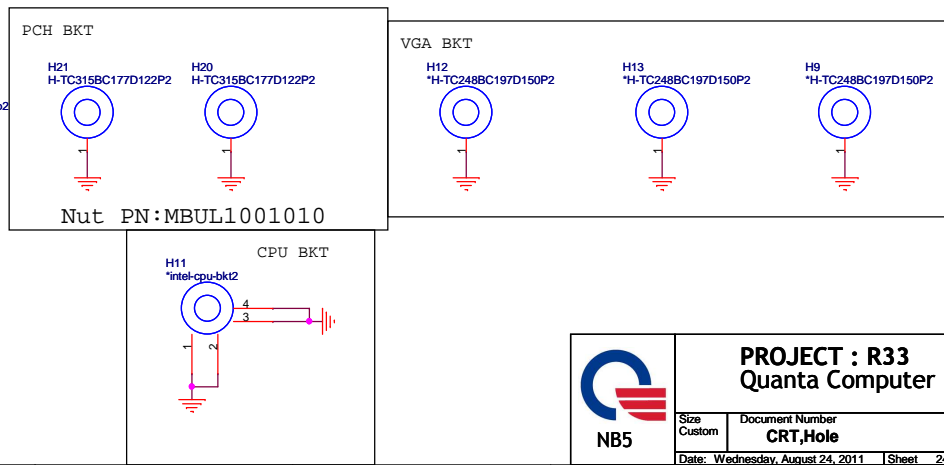 PCH BKT
H21
H-TC315BC177D122P2
1
H20
H-TC315BC177D122P2
1
Nut PN:MBUL1001010
VGA BKT
H12
*H-TC248BC197D150P2
1
H13
*H-TC248BC197D150P2
1
H9
*H-TC248BC197D150P2
1
CPU BKT
H11
*intel-cpu-bkt2
4
3
1
2
NB5
PROJECT : R33
Quanta Computer
Size
Custom
Document Number
CRT,Hole
Date: Wednesday, August 24, 2011
Sheet 24